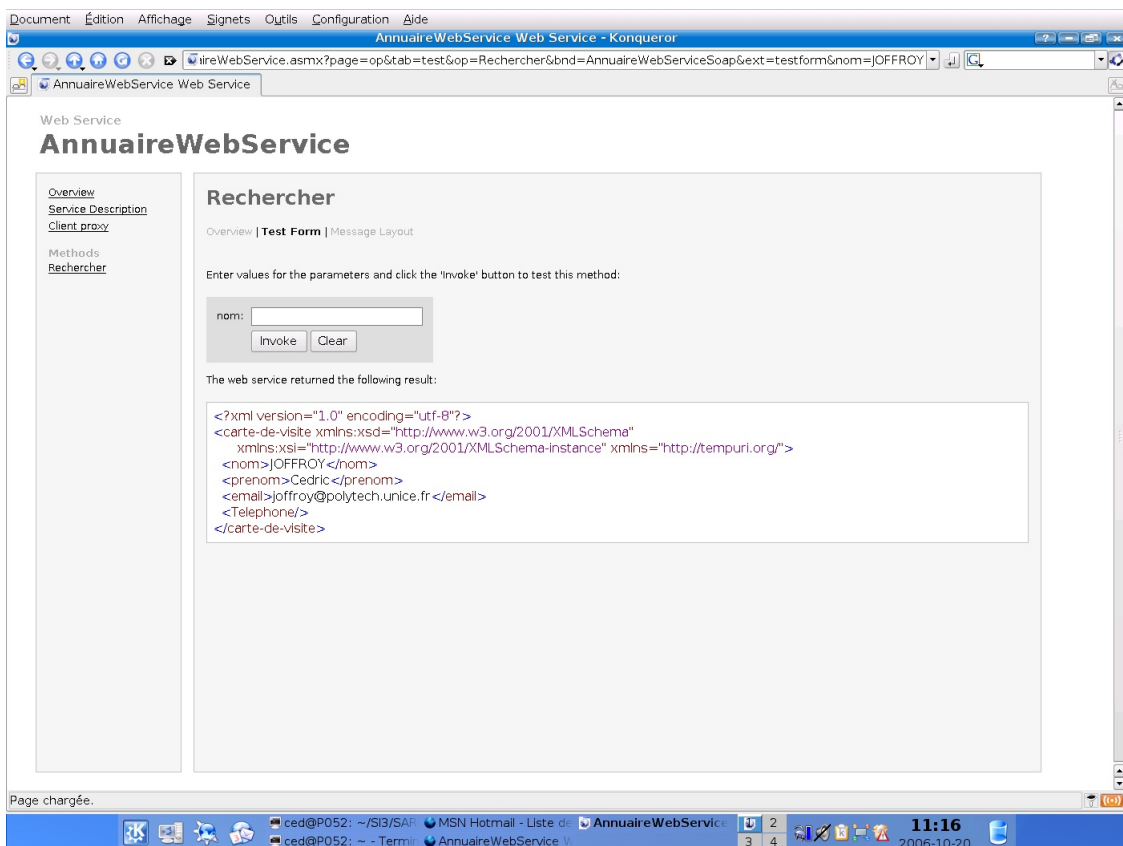 Document Édition Affichage Signets Outils Configuration Aide
AnnuaireWebService Web Service - Konqueror
ireWebService.asmx?page=op&tab=test&op=Rechercher&bnd=AnnuaireWebServiceSoap&ext=testform&nom=JOFFROY
AnnuaireWebService Web Service
Web Service
AnnuaireWebService
Overview
Service Description
Client proxy
Methods
Rechercher
Rechercher
Overview | Test Form | Message Layout
Enter values for the parameters and click the 'Invoke' button to test this method:
nom:
Invoke Clear
The web service returned the following result:
<?xml version="1.0" encoding="utf-8"?>
<carte-de-visite xmlns:xsd="http://www.w3.org/2001/XMLSchema"
xmlns:xsi="http://www.w3.org/2001/XMLSchema-instance" xmlns="http://tempuri.org/">
<nom>JOFFROY</nom>
<prenom>Cedric</prenom>
<email>joffroy@polytech.unice.fr</email>
<Telephone/>
</carte-de-visite>
Page chargée.
ced@P052: ~/SI3/SAR MSN Hotmail - Liste de AnnuaireWebService 2 11:16
ced@P052: ~ - Termin AnnuaireWebService W 3 4 2006-10-20